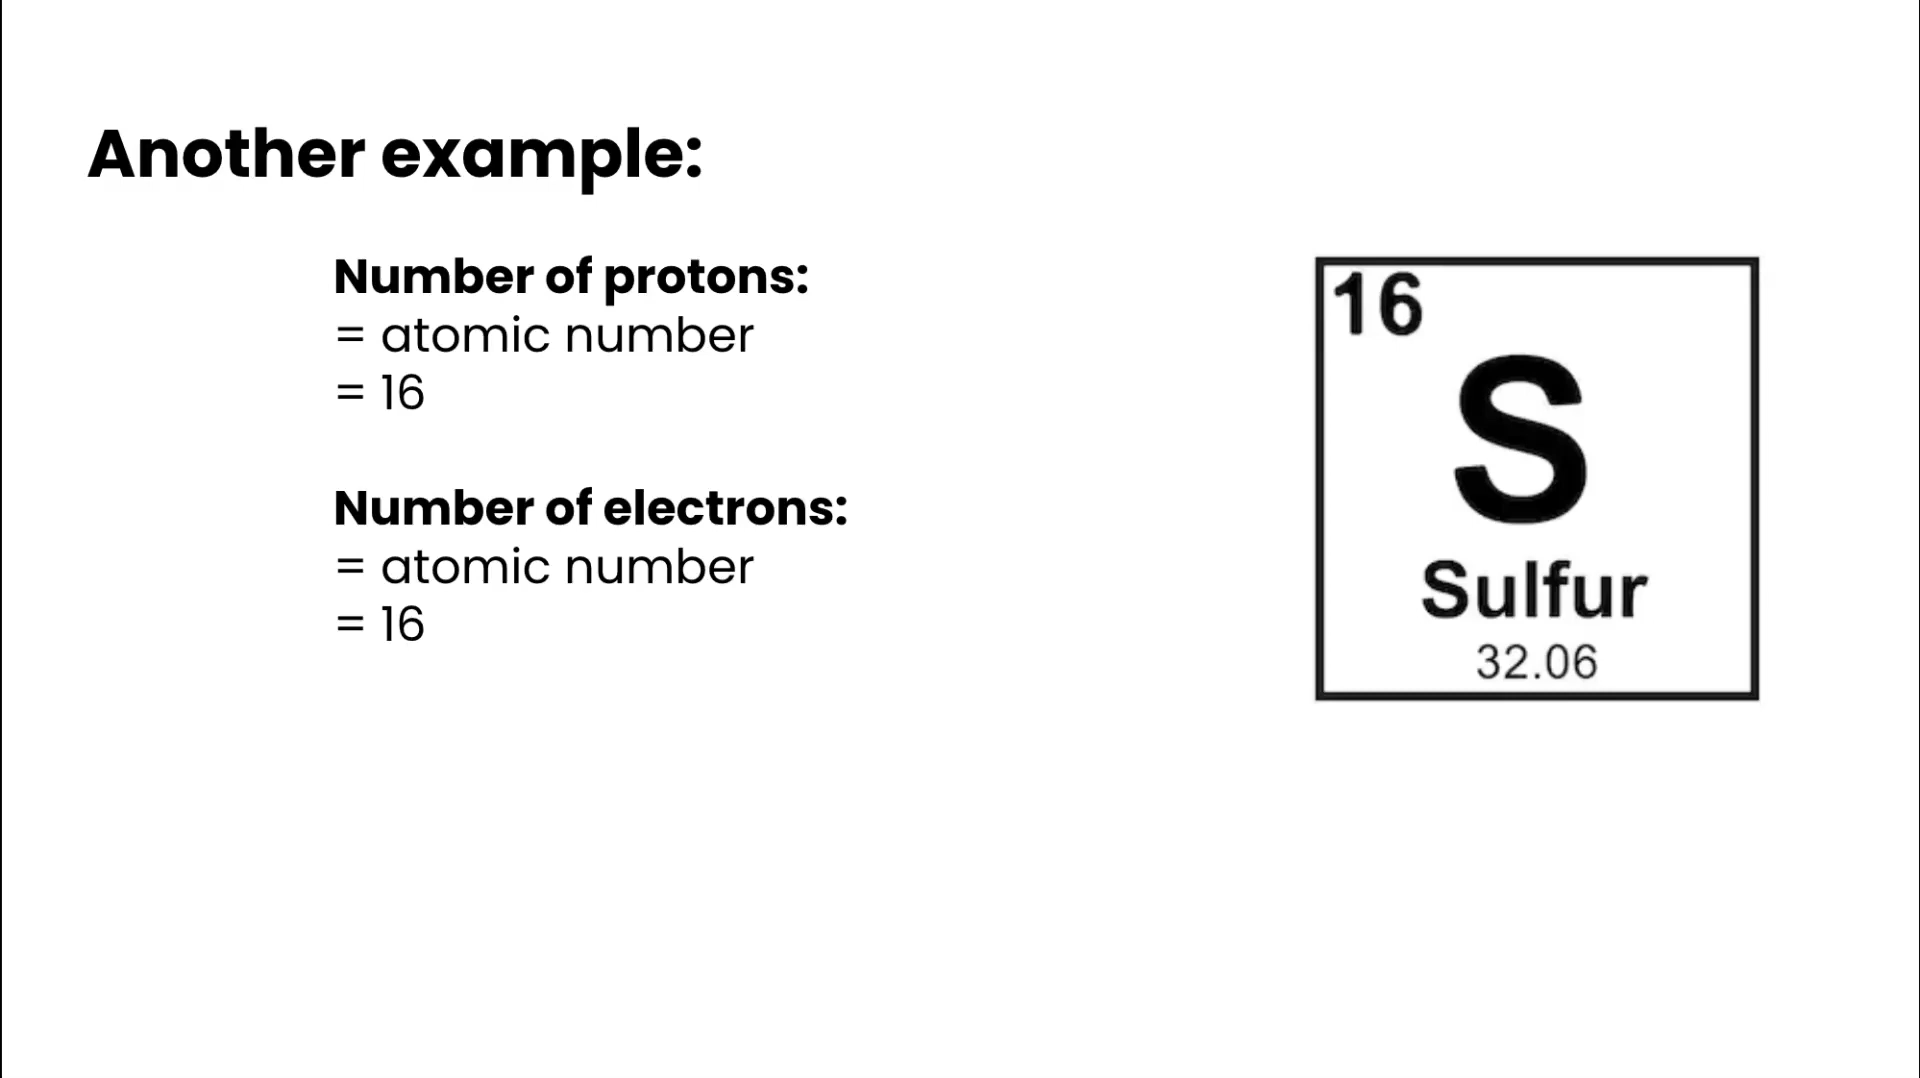 Another example:
Number of protons:
= atomic number
= 16
Number of electrons:
= atomic number
= 16
16
S
Sulfur
32.06